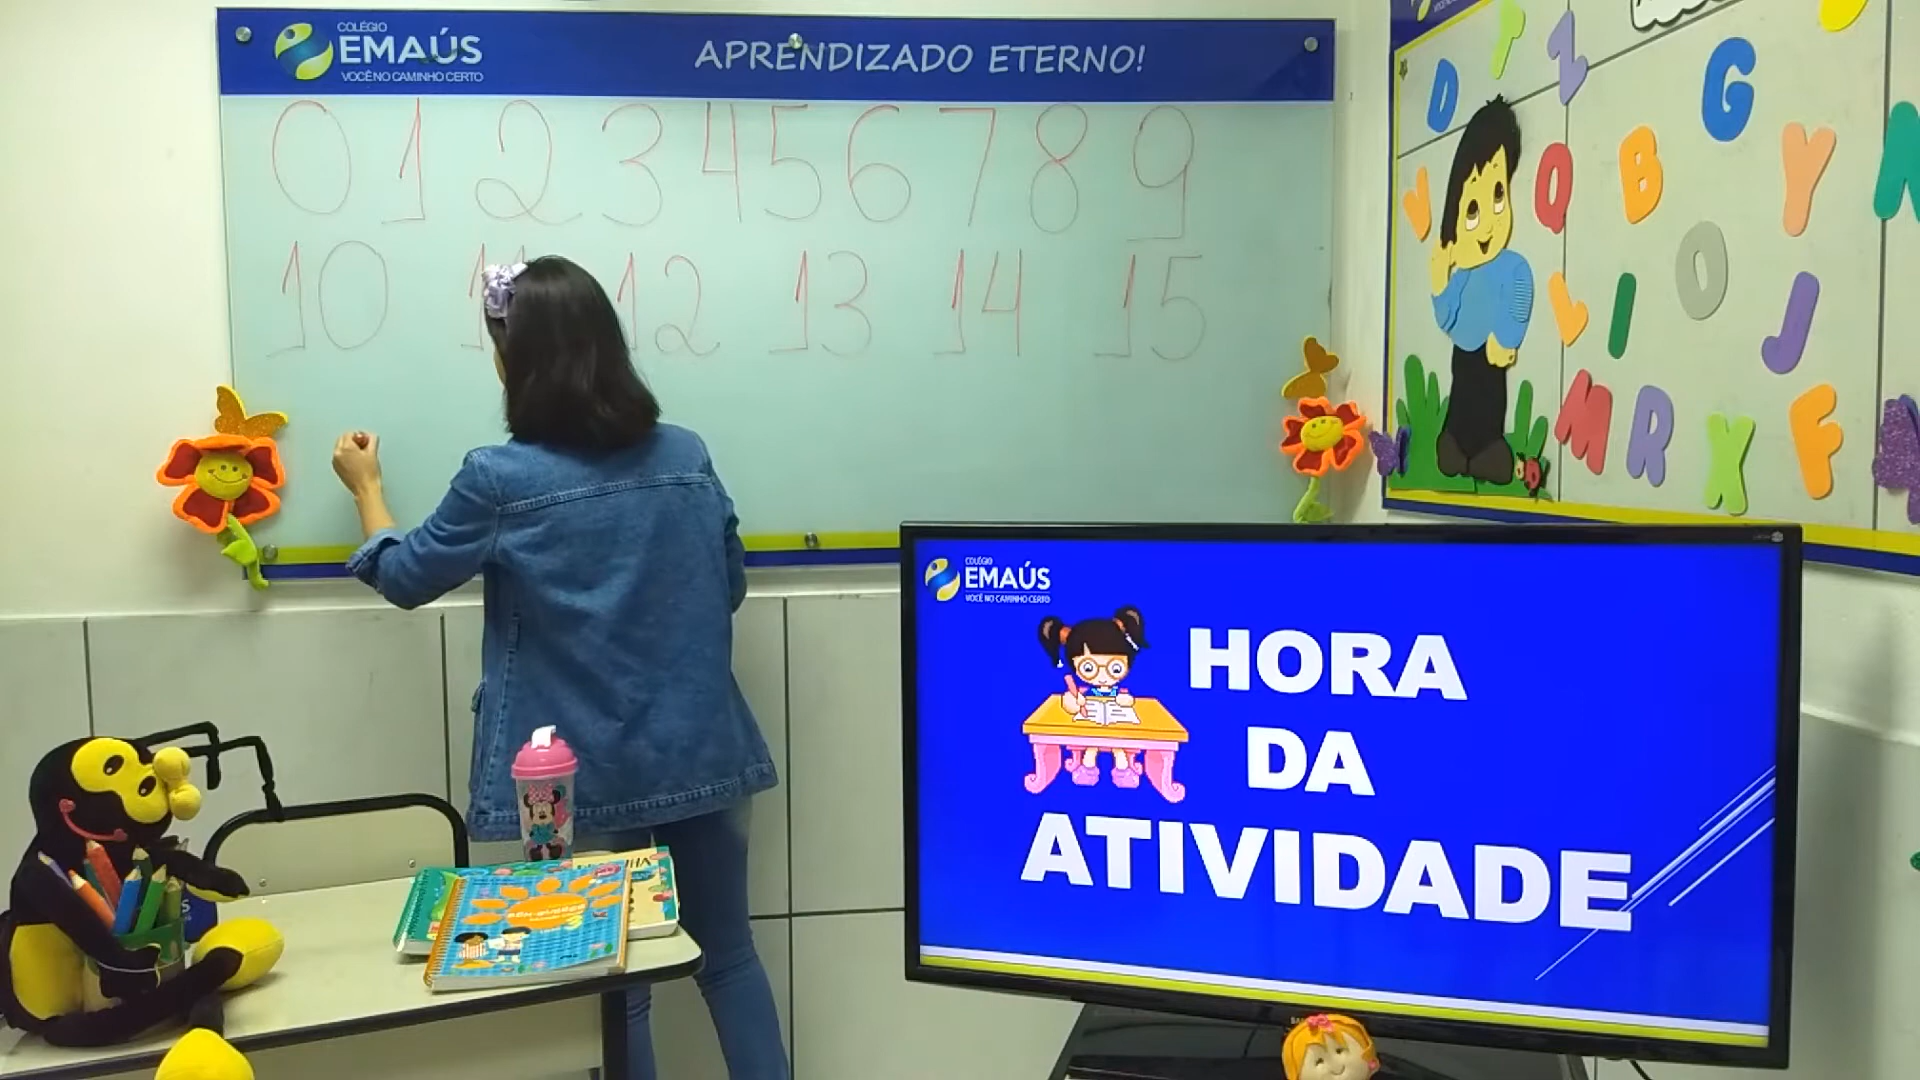 COLÉGIO
EMAÚS
VOCÊ NO CAMINHO CERTO
APRENDIZADO ETERNO!
0 1 2 3 4 5 6 7 8 9
10 11 12 13 14 15
D T Z G
V Q B Y
L I O J
M R X F
COLÉGIO
EMAÚS
VOCÊ NO CAMINHO CERTO
HORA
DA
ATIVIDADE